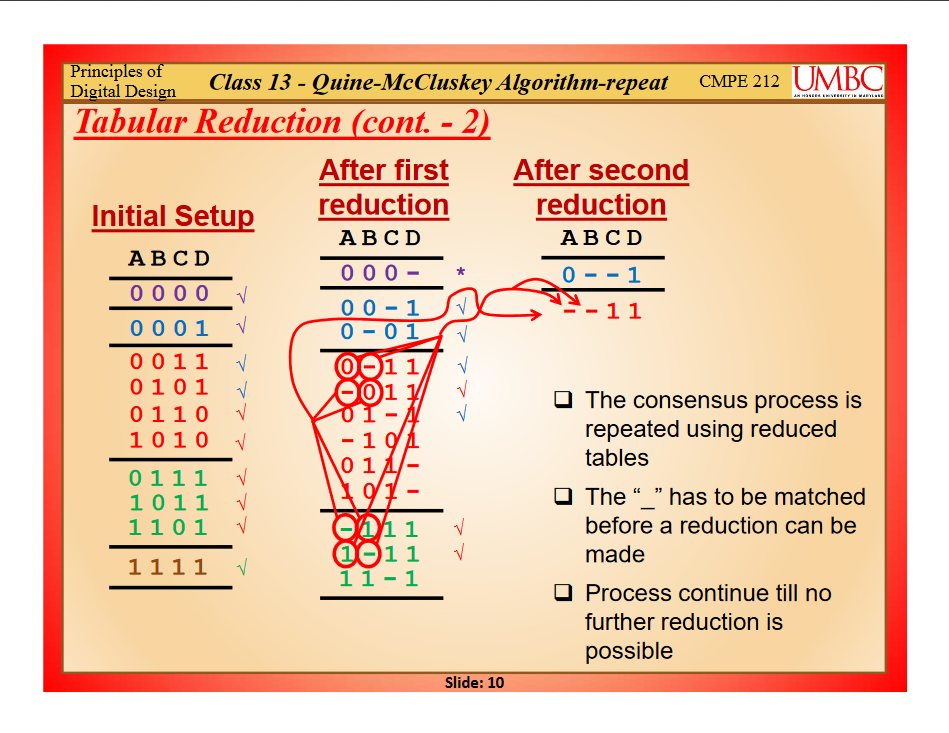 Principles of
Digital Design
Class 13 - Quine-McCluskey Algorithm-repeat
CMPE 212
UMBC
AN HONORS UNIVERSITY IN MARYLAND
Tabular Reduction (cont. - 2)
Initial Setup
A B C D
0 0 0 0 √
0 0 0 1 √
0 0 1 1 √
0 1 0 1 √
0 1 1 0 √
1 0 1 0 √
0 1 1 1 √
1 0 1 1 √
1 1 0 1 √
1 1 1 1 √
After first
reduction
A B C D
0 0 0 – *
0 0 – 1 √
0 – 0 1 √
0 – 1 1 √
– 0 1 1 √
0 1 – 1 √
– 1 0 1
0 1 1 –
1 0 1 –
– 1 1 1 √
1 – 1 1 √
1 1 – 1
After second
reduction
A B C D
0 – – 1
– – 1 1
❑ The consensus process is
repeated using reduced
tables
❑ The “_” has to be matched
before a reduction can be
made
❑ Process continue till no
further reduction is
possible
Slide: 10